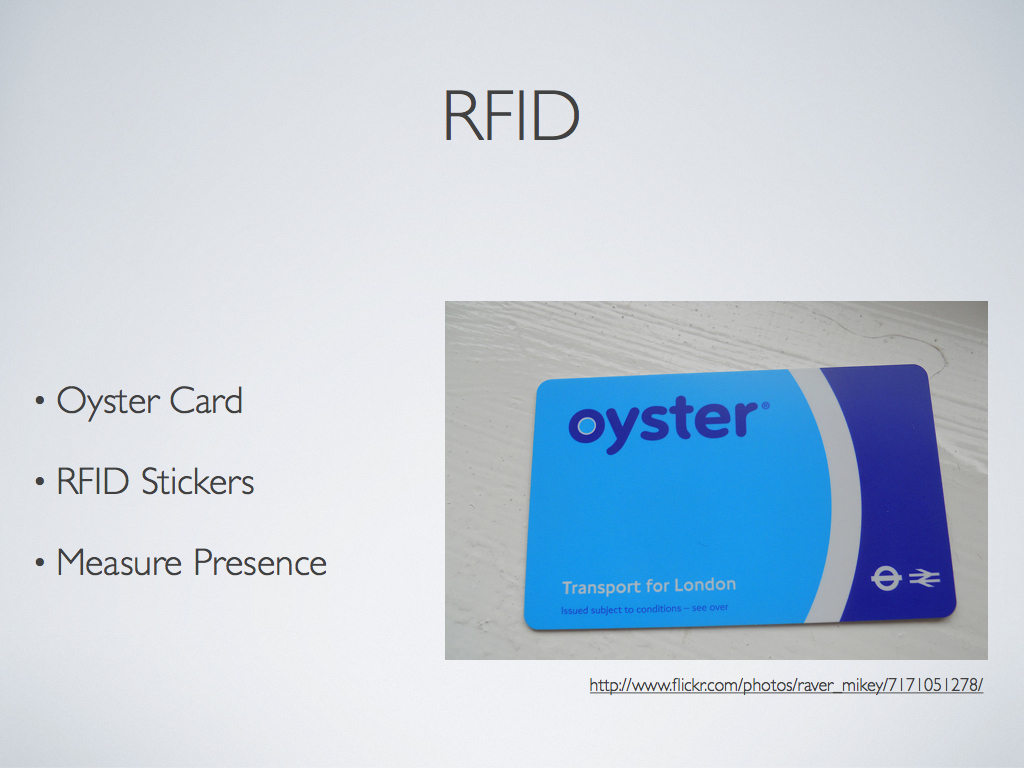 RFID
• Oyster Card
• RFID Stickers
• Measure Presence
oyster®
Transport for London
Issued subject to conditions – see over
http://www.flickr.com/photos/raver_mikey/7171051278/